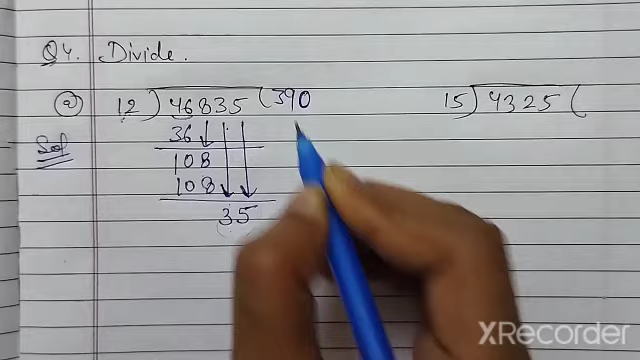 Q4. Divide.
a) 12 ) 46835 ( 390
15 ) 4325 (
Sol
36
108
108
35
XRecorder